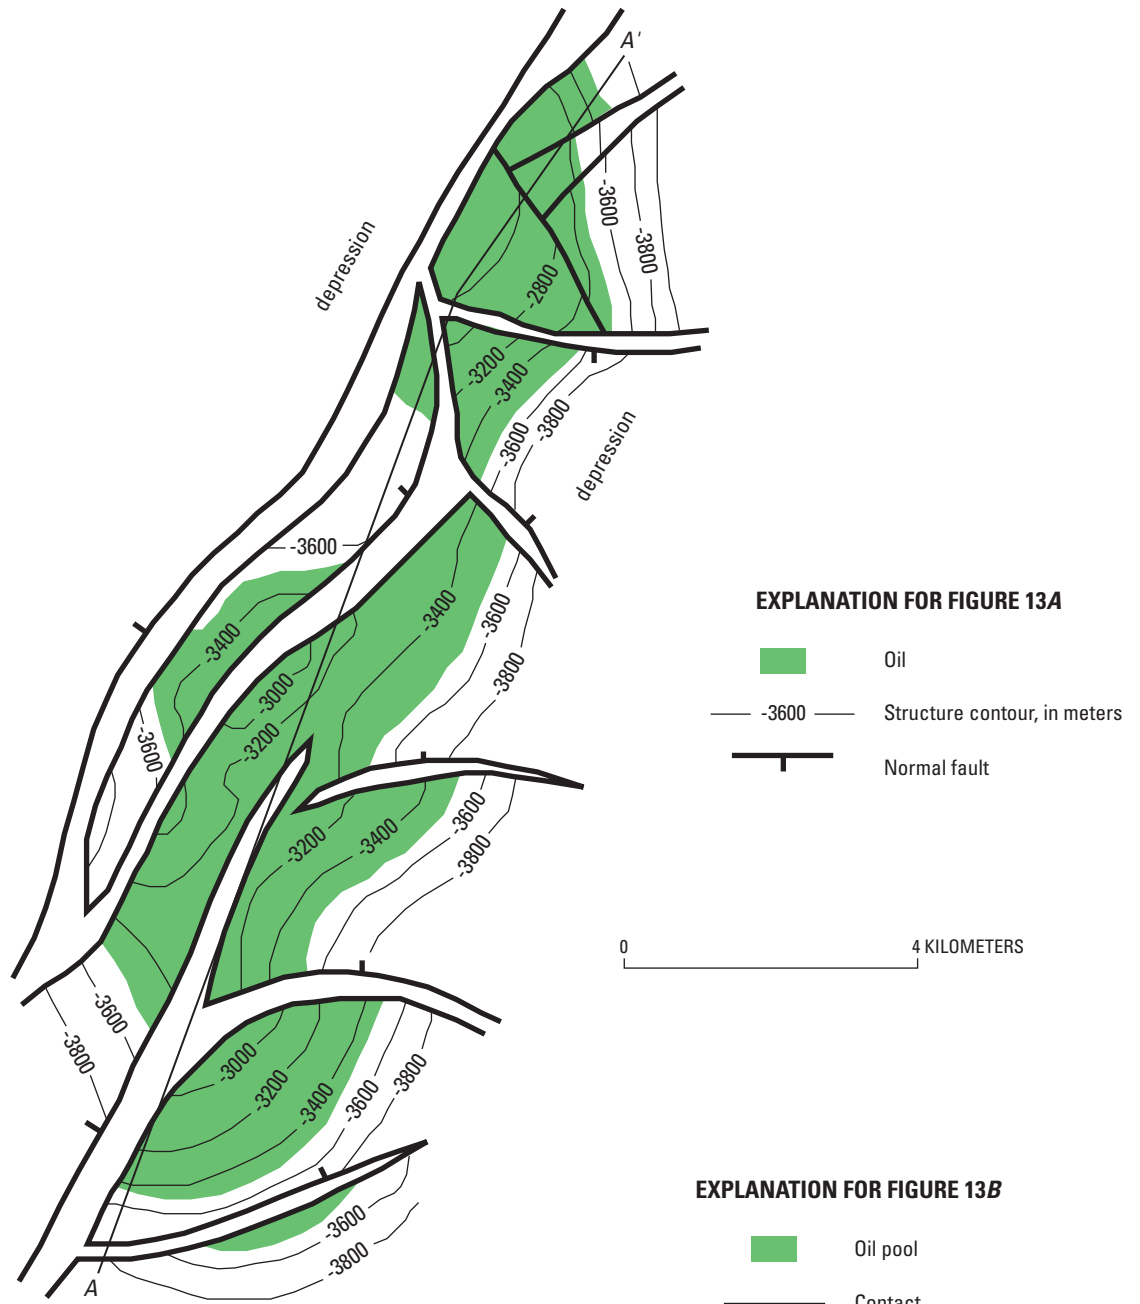 A'
depression
-3600
-3800
-2800
-3200
-3400
-3600
-3800
depression
-3600
-3400
-3400
-3600
-3800
-3000
-3200
-3600
-3600
-3200
-3400
-3800
-3600
-3800
-3000
-3200
-3400
-3600
-3800
-3600
-3800
A
EXPLANATION FOR FIGURE 13A
Oil
-3600 Structure contour, in meters
Normal fault
0 4 KILOMETERS
EXPLANATION FOR FIGURE 13B
Oil pool
Contact